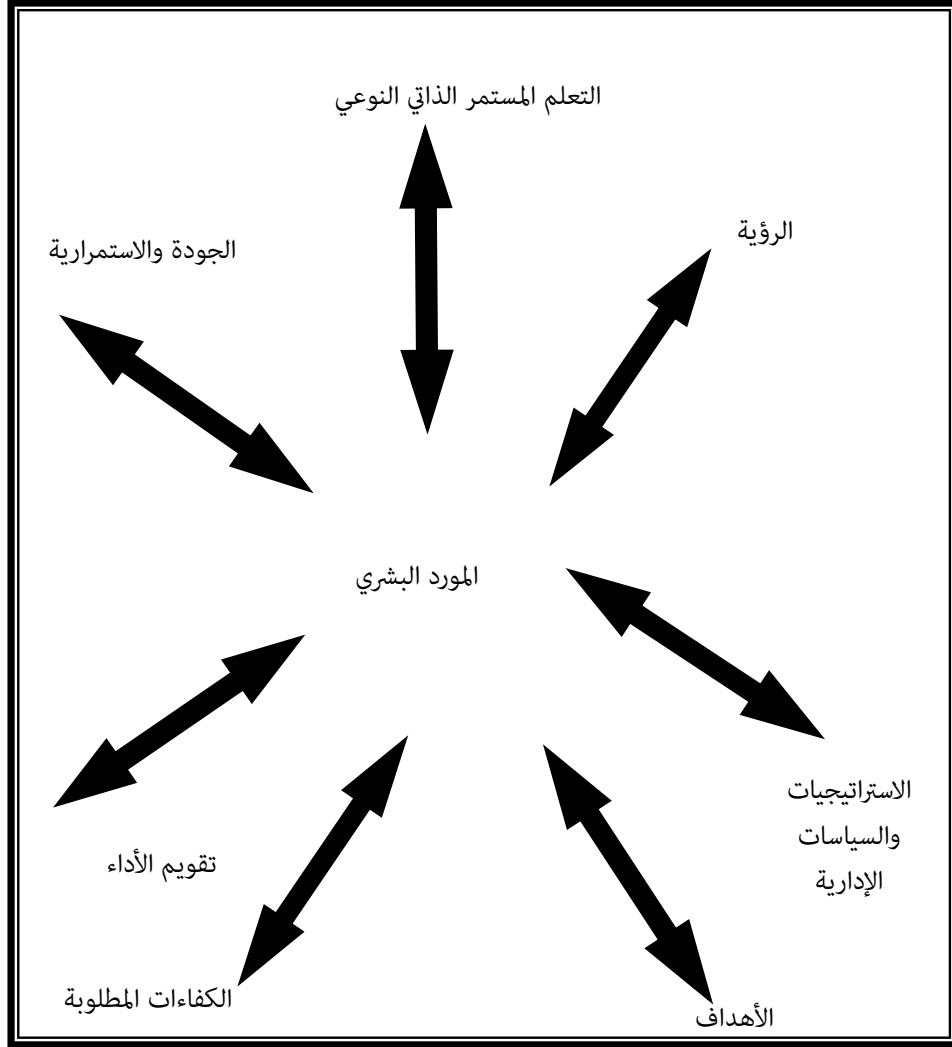 التعلم المستمر الذاتي النوعي
الرؤية
الجودة والاستمرارية
المورد البشري
الاستراتيجيات
والسياسات
الإدارية
تقويم الأداء
الكفاءات المطلوبة
الأهداف